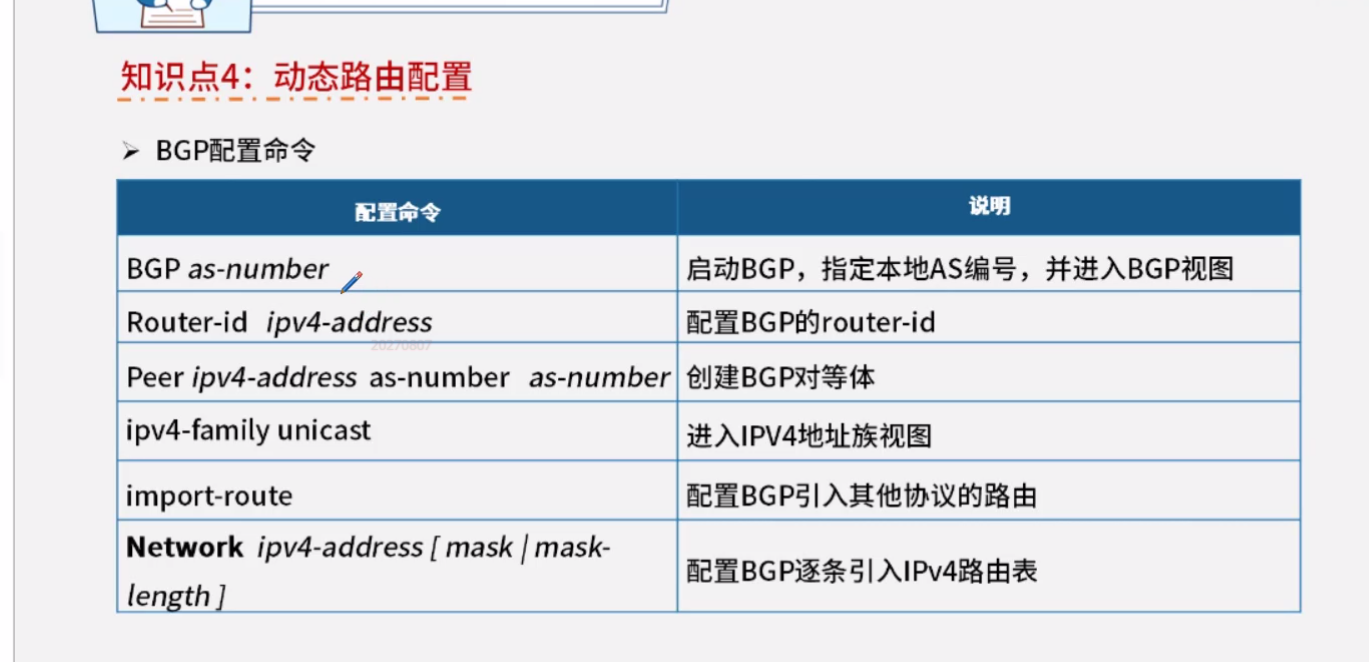 知识点4：动态路由配置
➢ BGP配置命令
配置命令 说明
BGP as-number 启动BGP，指定本地AS编号，并进入BGP视图
Router-id ipv4-address 配置BGP的router-id
20270807
Peer ipv4-address as-number as-number 创建BGP对等体
ipv4-family unicast 进入IPV4地址族视图
import-route 配置BGP引入其他协议的路由
Network ipv4-address [ mask | mask-
length ] 配置BGP逐条引入IPv4路由表